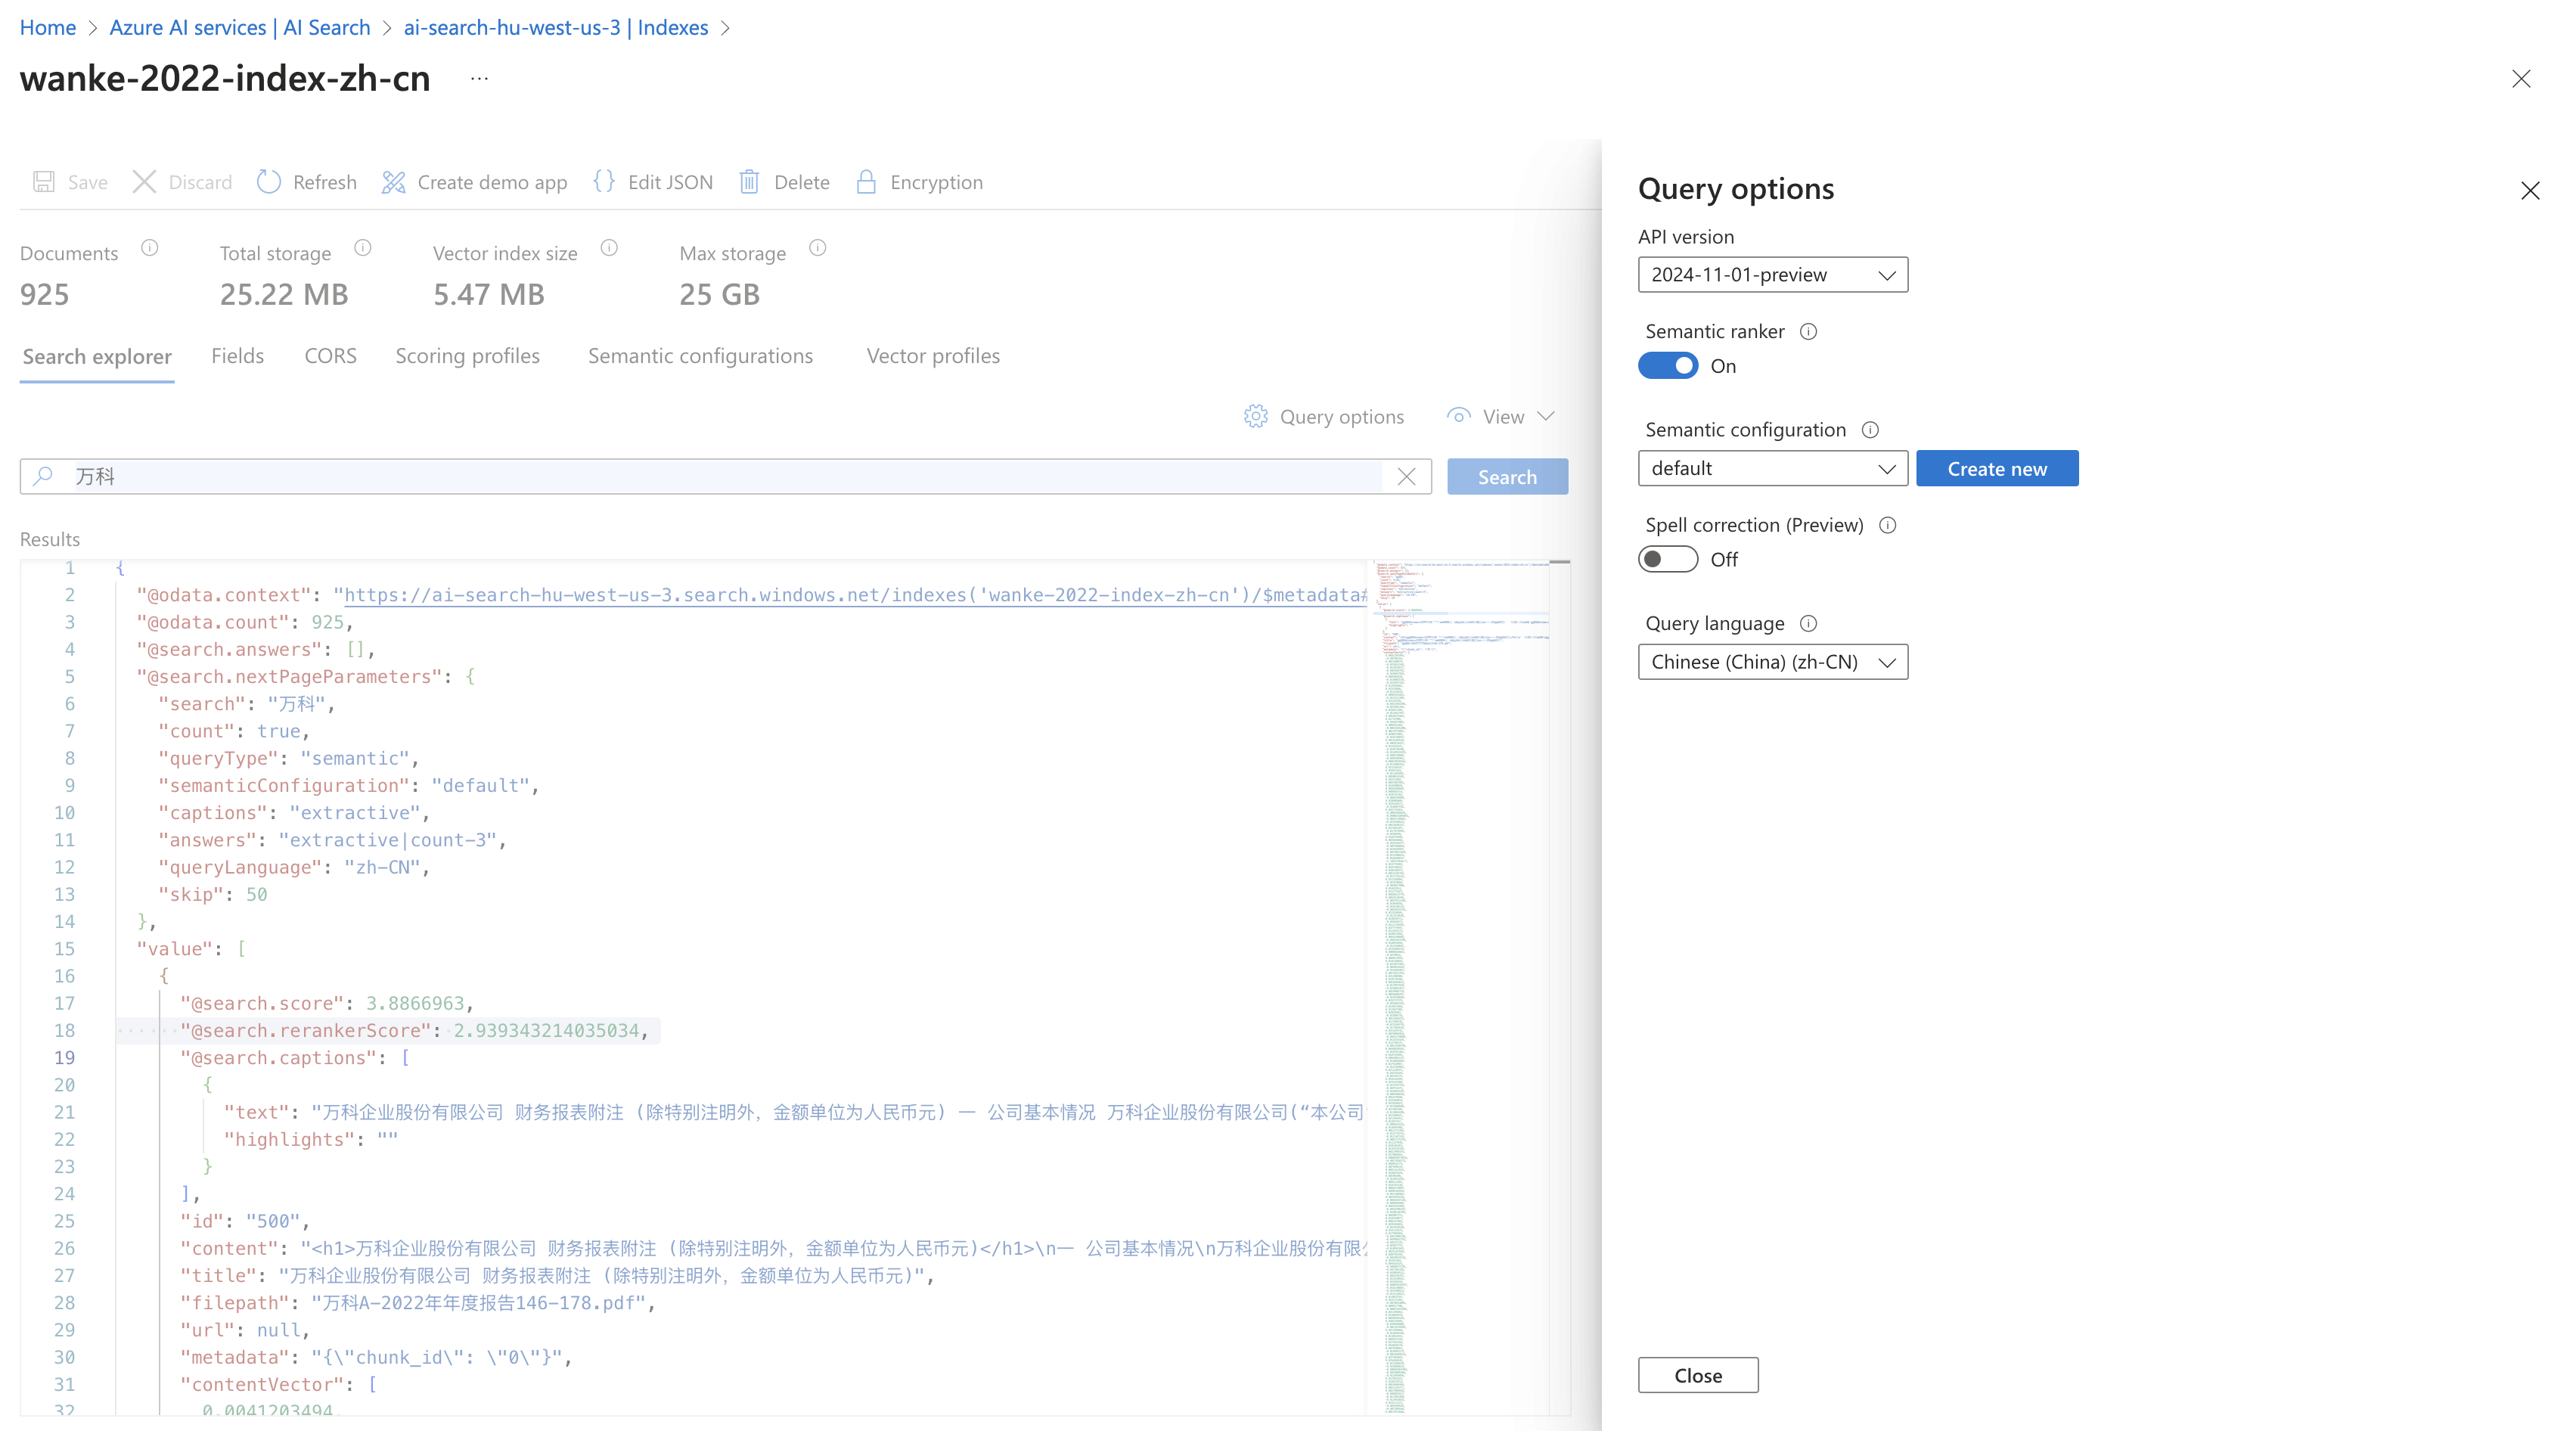 Home > Azure AI services | AI Search > ai-search-hu-west-us-3 | Indexes >
wanke-2022-index-zh-cn ...
Save Discard Refresh Create demo app Edit JSON Delete Encryption
Documents Total storage Vector index size Max storage
925 25.22 MB 5.47 MB 25 GB
Search explorer Fields CORS Scoring profiles Semantic configurations Vector profiles
Query options View
万科 Search
Results
1 {
2 "@odata.context": "https://ai-search-hu-west-us-3.search.windows.net/indexes('wanke-2022-index-zh-cn')/$metadata#
3 "@odata.count": 925,
4 "@search.answers": [],
5 "@search.nextPageParameters": {
6 "search": "万科",
7 "count": true,
8 "queryType": "semantic",
9 "semanticConfiguration": "default",
10 "captions": "extractive",
11 "answers": "extractive|count-3",
12 "queryLanguage": "zh-CN",
13 "skip": 50
14 },
15 "value": [
16 {
17 "@search.score": 3.8866963,
18 "@search.rerankerScore": 2.939343214035034,
19 "@search.captions": [
20 {
21 "text": "万科企业股份有限公司 财务报表附注 (除特别注明外，金额单位为人民币元) 一 公司基本情况 万科企业股份有限公司(“本公司
22 "highlights": ""
23 }
24 ],
25 "id": "500",
26 "content": "<h1>万科企业股份有限公司 财务报表附注 (除特别注明外，金额单位为人民币元)</h1>\n一 公司基本情况\n万科企业股份有限
27 "title": "万科企业股份有限公司 财务报表附注 (除特别注明外，金额单位为人民币元)",
28 "filepath": "万科A-2022年年度报告146-178.pdf",
29 "url": null,
30 "metadata": "{\"chunk_id\": \"0\"}",
31 "contentVector": [
32 0.0041203494,
Query options
API version
2024-11-01-preview
Semantic ranker
On
Semantic configuration
default Create new
Spell correction (Preview)
Off
Query language
Chinese (China) (zh-CN)
Close